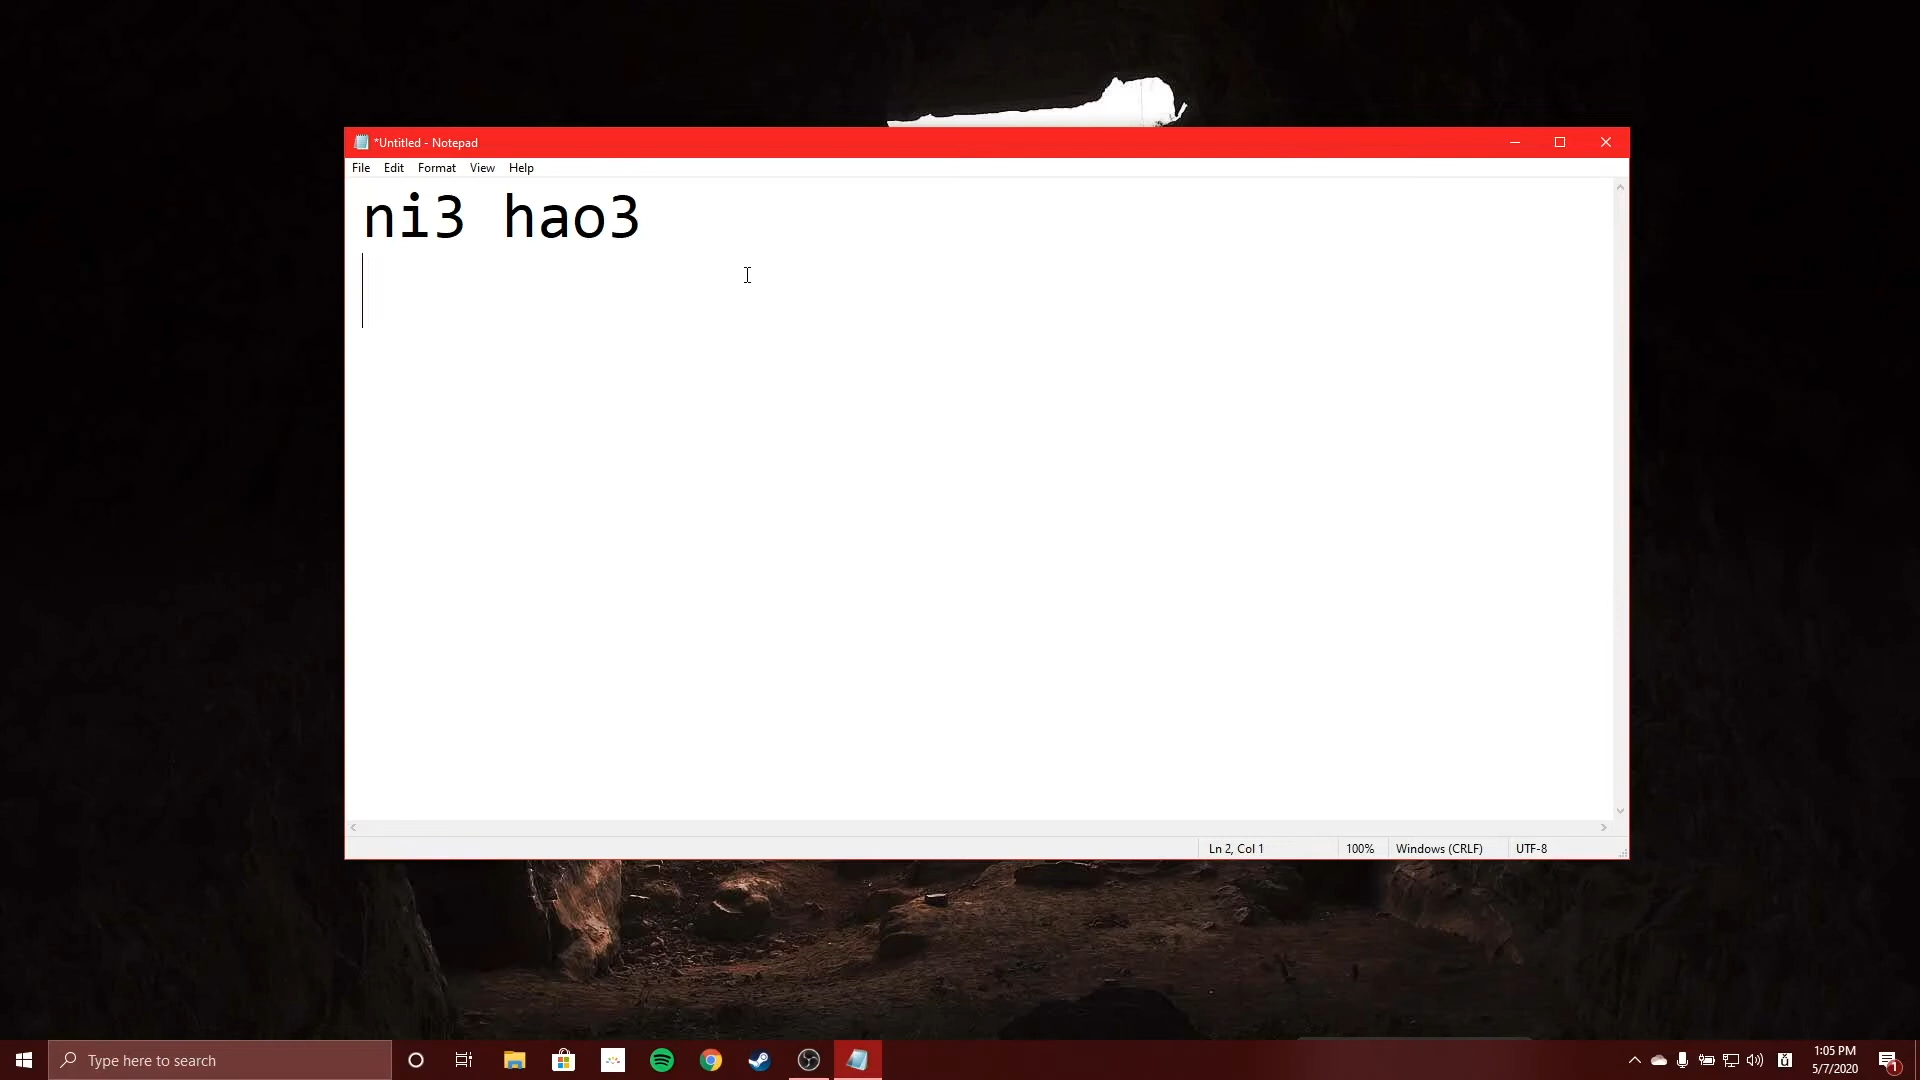 *Untitled - Notepad
File Edit Format View Help
ni3 hao3
Ln 2, Col 1 100% Windows (CRLF) UTF-8
Type here to search
1:05 PM
5/7/2020
1